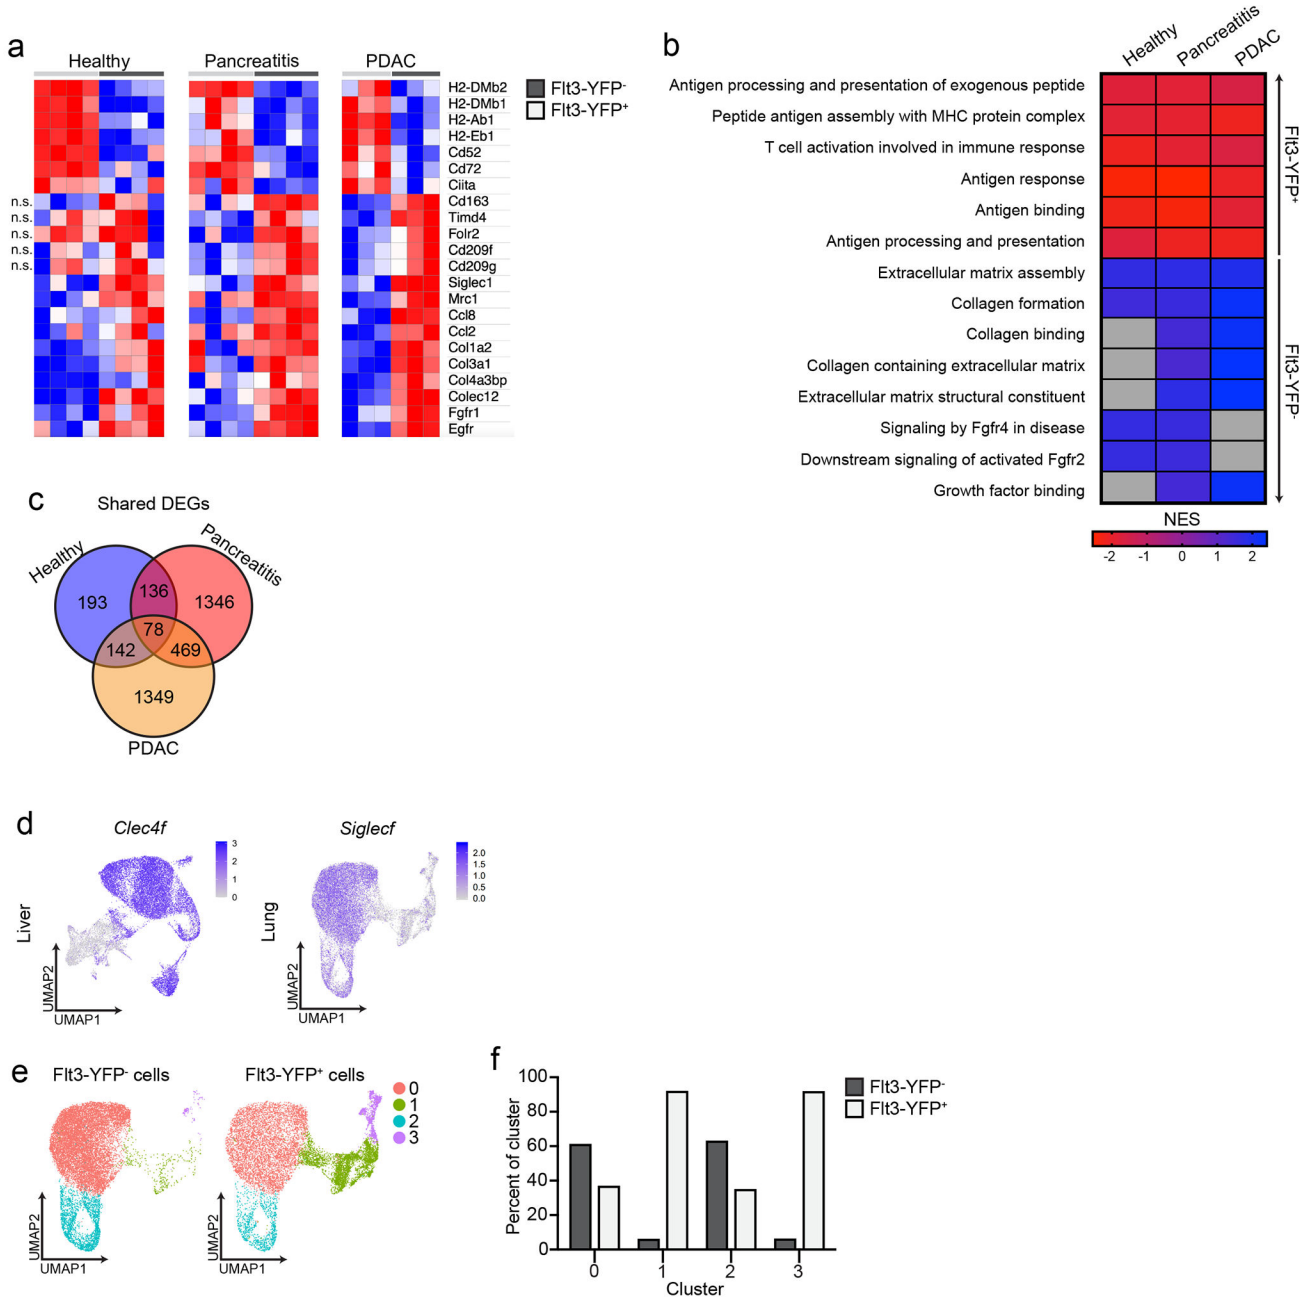 a
Healthy
Pancreatitis
PDAC
Flt3-YFP-
Flt3-YFP+
H2-DMb2
H2-DMb1
H2-Ab1
H2-Eb1
Cd52
Cd72
Ciita
n.s. Cd163
n.s. Timd4
n.s. Folr2
n.s. Cd209f
n.s. Cd209g
Siglec1
Mrc1
Ccl8
Ccl2
Col1a2
Col3a1
Col4a3bp
Colec12
Fgfr1
Egfr
b
Healthy
Pancreatitis
PDAC
Antigen processing and presentation of exogenous peptide
Peptide antigen assembly with MHC protein complex
T cell activation involved in immune response
Antigen response
Antigen binding
Antigen processing and presentation
Extracellular matrix assembly
Collagen formation
Collagen binding
Collagen containing extracellular matrix
Extracellular matrix structural constituent
Signaling by Fgfr4 in disease
Downstream signaling of activated Fgfr2
Growth factor binding
Flt3-YFP+
Flt3-YFP-
NES
-2 -1 0 1 2
c
Shared DEGs
Healthy
Pancreatitis
193
136
1346
78
142
469
1349
PDAC
d
Clec4f
3
2
1
0
Liver
UMAP2
UMAP1
Siglecf
2.0
1.5
1.0
0.5
0.0
Lung
UMAP2
UMAP1
e
Flt3-YFP- cells
Flt3-YFP+ cells
0
1
2
3
UMAP2
UMAP1
UMAP2
UMAP1
f
Flt3-YFP-
Flt3-YFP+
Percent of cluster
100
80
60
40
20
0
0 1 2 3
Cluster